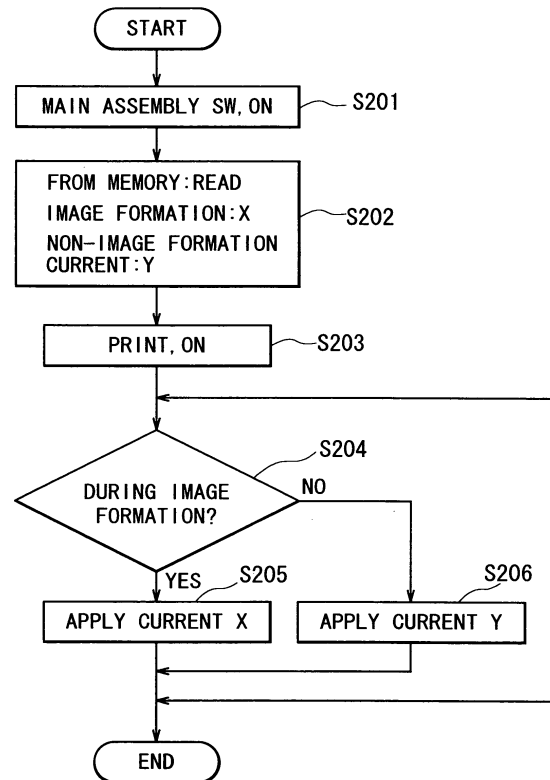 START
MAIN ASSEMBLY SW, ON
S201
FROM MEMORY:READ
IMAGE FORMATION:X
NON-IMAGE FORMATION
CURRENT:Y
S202
PRINT, ON
S203
S204
DURING IMAGE
FORMATION?
NO
YES
S205
S206
APPLY CURRENT X
APPLY CURRENT Y
END